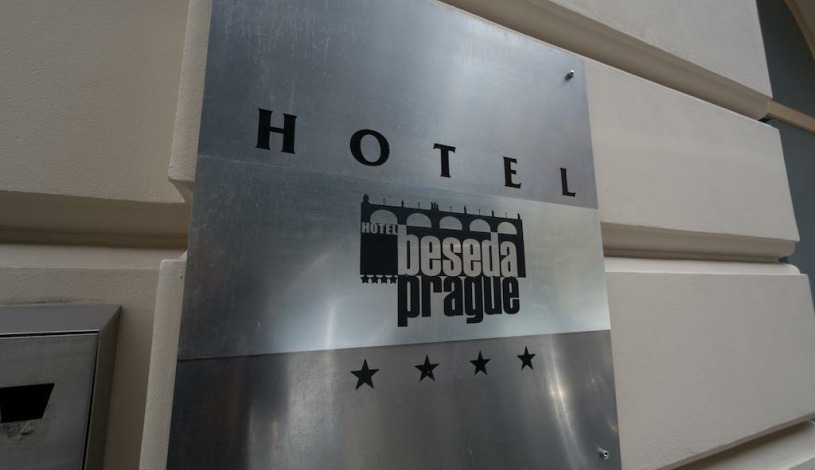 HOTEL
HOTEL
beseda
★★★★
prague
★ ★ ★ ★